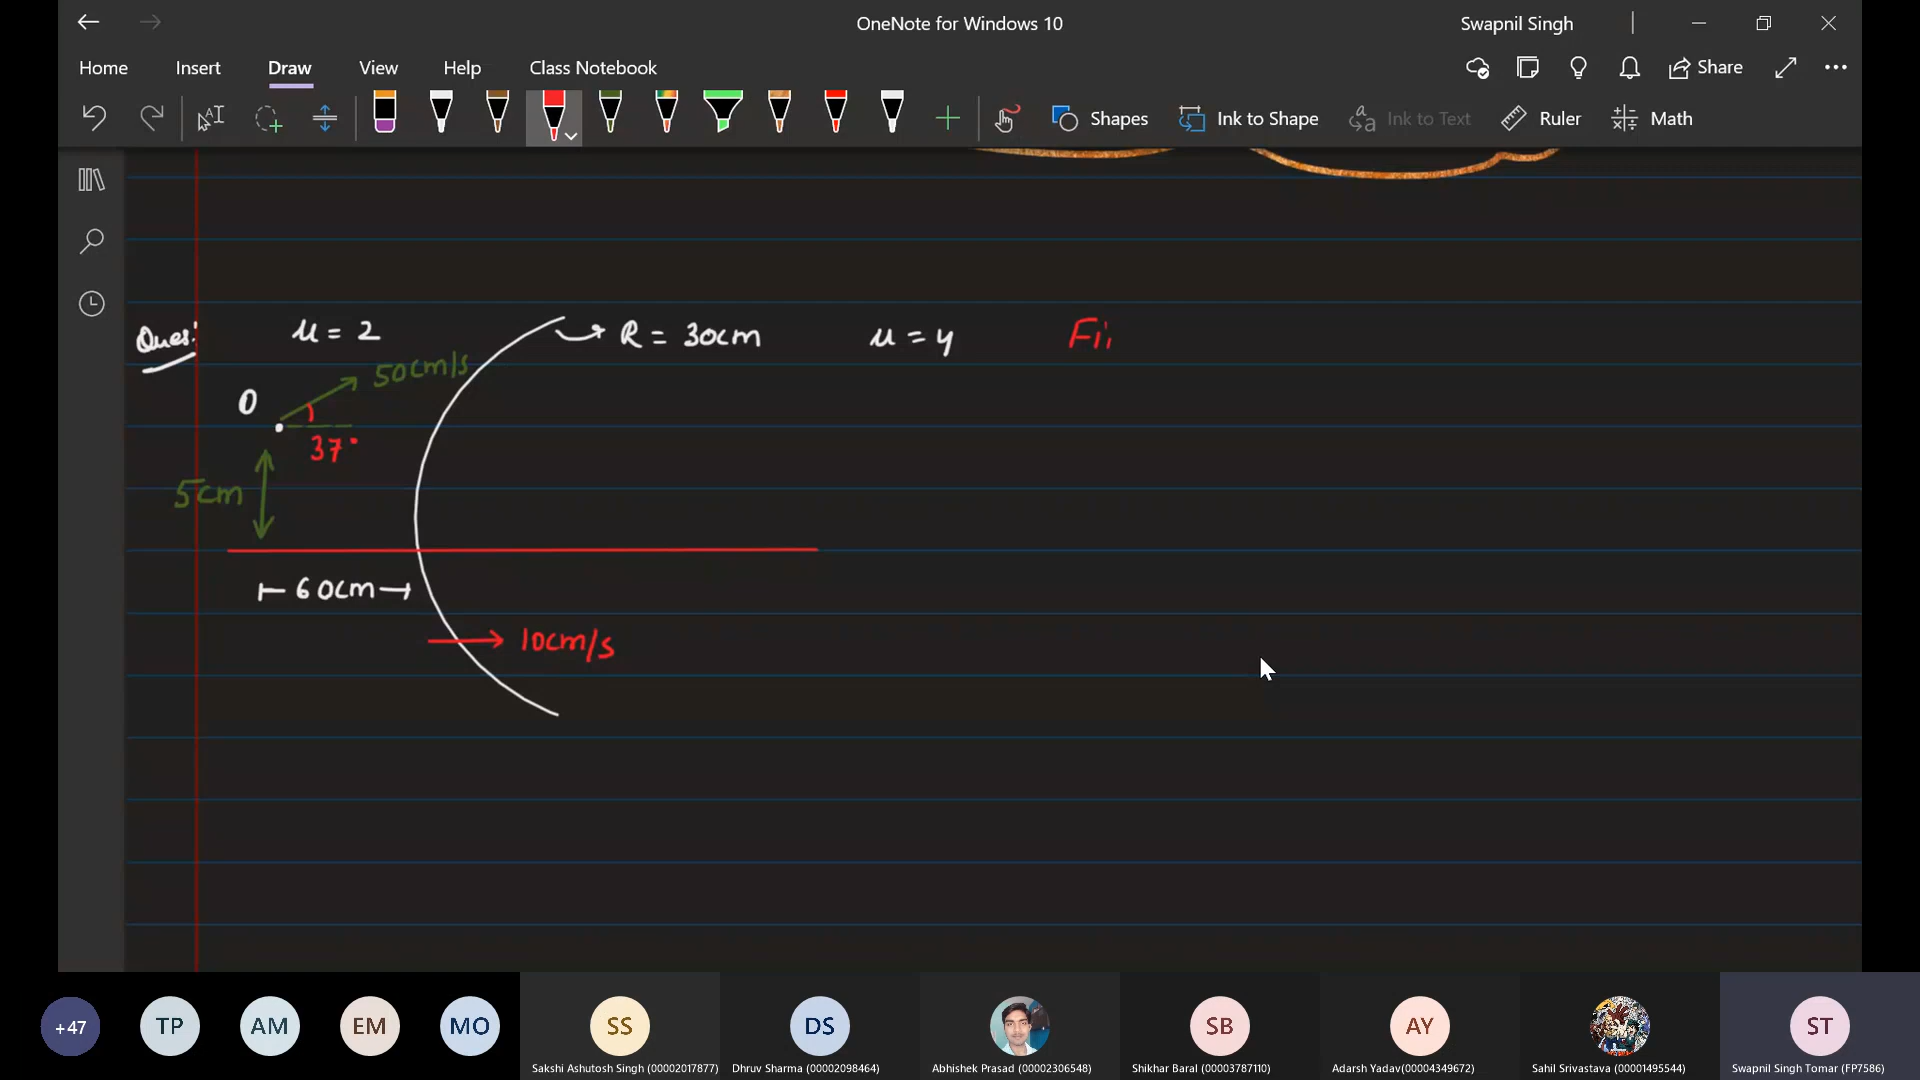 OneNote for Windows 10
Swapnil Singh
Home Insert Draw View Help Class Notebook
Share
Shapes Ink to Shape Ink to Text Ruler Math
Ques: μ = 2 R = 30cm μ = 4 Fi
50cm/s
O
37°
5cm
60cm
10cm/s
+47 TP AM EM MO SS DS SB AY ST
Sakshi Ashutosh Singh (00002017877) Dhruv Sharma (00002098464) Abhishek Prasad (00002306548) Shikhar Baral (00003787110) Adarsh Yadav(00004349672) Sahil Srivastava (00001495544) Swapnil Singh Tomar (FP7586)